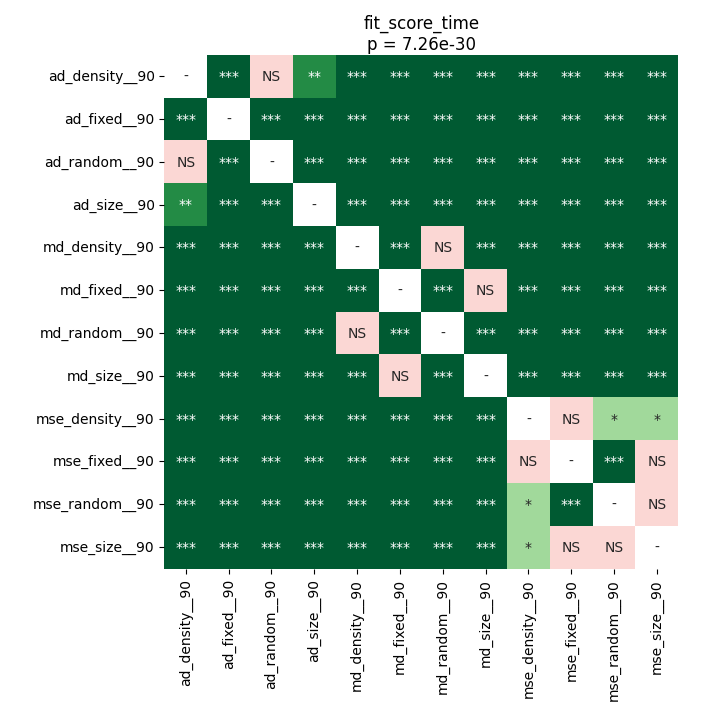 fit_score_time
p = 7.26e-30
ad_density__90 - *** NS ** *** *** *** *** *** *** *** ***
ad_fixed__90 *** - *** *** *** *** *** *** *** *** *** ***
ad_random__90 NS *** - *** *** *** *** *** *** *** *** ***
ad_size__90 ** *** *** - *** *** *** *** *** *** *** ***
md_density__90 *** *** *** *** - *** NS *** *** *** *** ***
md_fixed__90 *** *** *** *** *** - *** NS *** *** *** ***
md_random__90 *** *** *** *** NS *** - *** *** *** *** ***
md_size__90 *** *** *** *** *** NS *** - *** *** *** ***
mse_density__90 *** *** *** *** *** *** *** *** - NS * *
mse_fixed__90 *** *** *** *** *** *** *** *** NS - *** NS
mse_random__90 *** *** *** *** *** *** *** *** * *** - NS
mse_size__90 *** *** *** *** *** *** *** *** * NS NS -
ad_density__90 ad_fixed__90 ad_random__90 ad_size__90 md_density__90 md_fixed__90 md_random__90 md_size__90 mse_density__90 mse_fixed__90 mse_random__90 mse_size__90